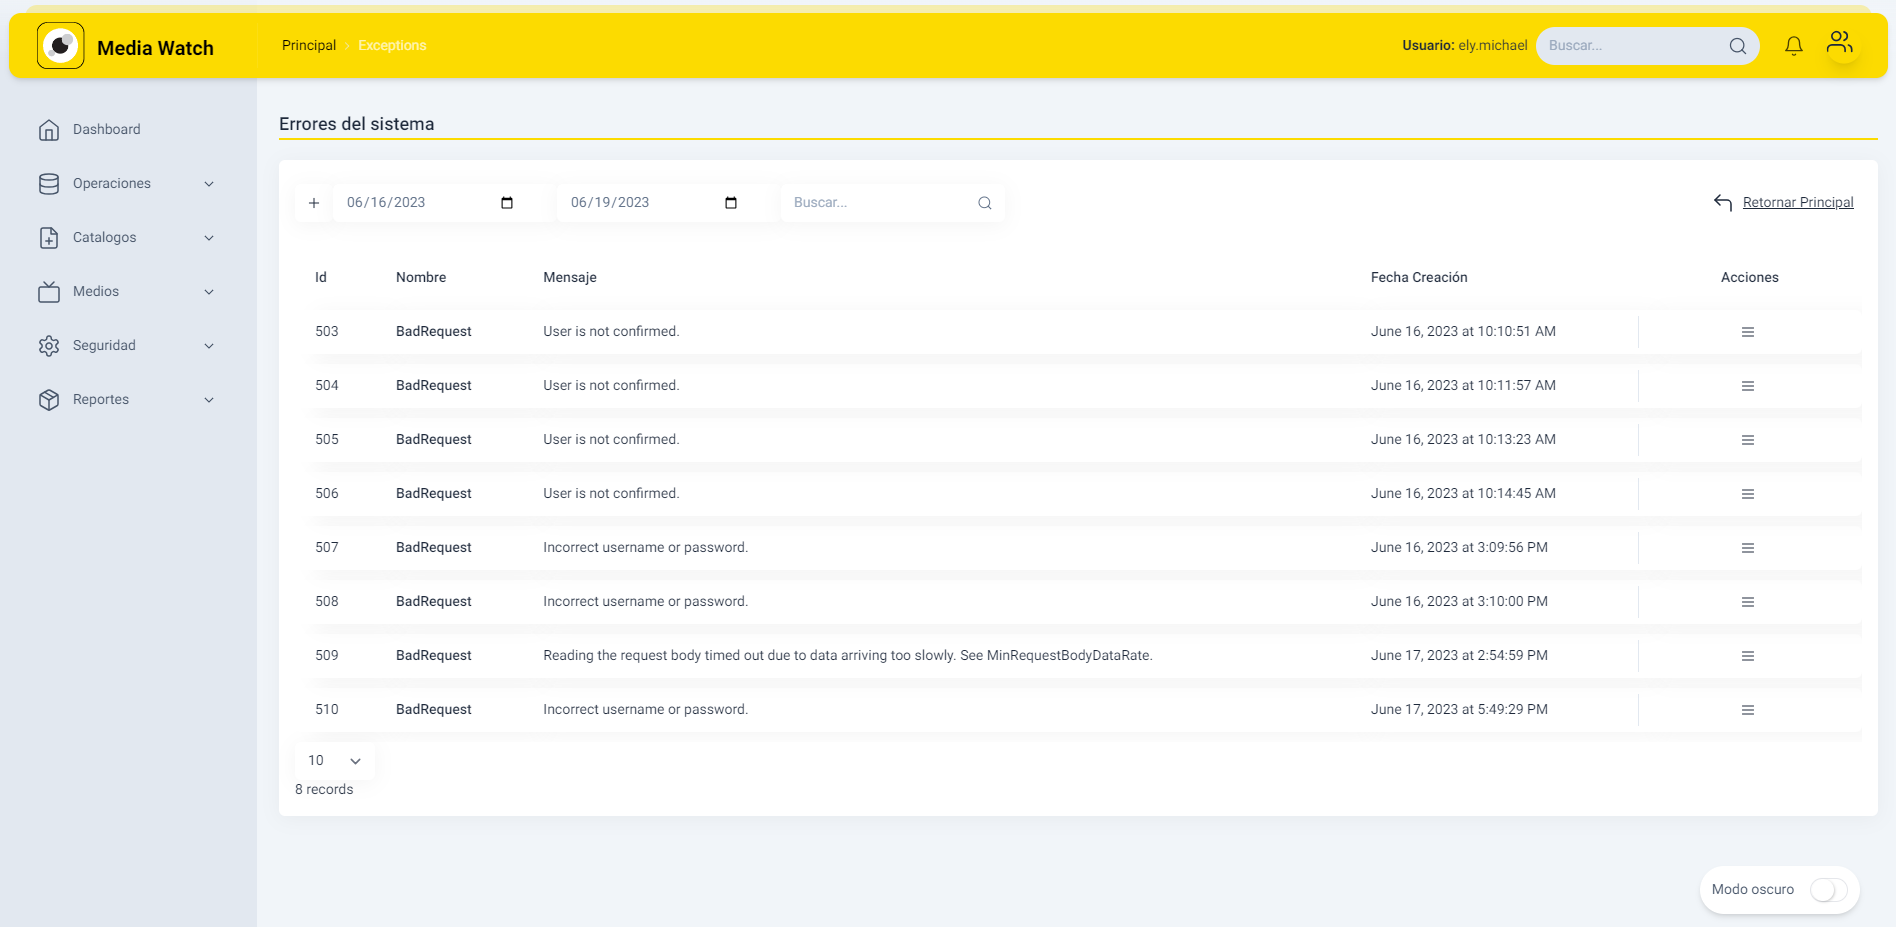 Media Watch
Principal Exceptions
Usuario: ely.michael
Buscar...
Dashboard
Operaciones
Catalogos
Medios
Seguridad
Reportes
Errores del sistema
06/16/2023
06/19/2023
Buscar...
Retornar Principal
Id Nombre Mensaje Fecha Creación Acciones
503 BadRequest User is not confirmed. June 16, 2023 at 10:10:51 AM
504 BadRequest User is not confirmed. June 16, 2023 at 10:11:57 AM
505 BadRequest User is not confirmed. June 16, 2023 at 10:13:23 AM
506 BadRequest User is not confirmed. June 16, 2023 at 10:14:45 AM
507 BadRequest Incorrect username or password. June 16, 2023 at 3:09:56 PM
508 BadRequest Incorrect username or password. June 16, 2023 at 3:10:00 PM
509 BadRequest Reading the request body timed out due to data arriving too slowly. See MinRequestBodyDataRate. June 17, 2023 at 2:54:59 PM
510 BadRequest Incorrect username or password. June 17, 2023 at 5:49:29 PM
10
8 records
Modo oscuro